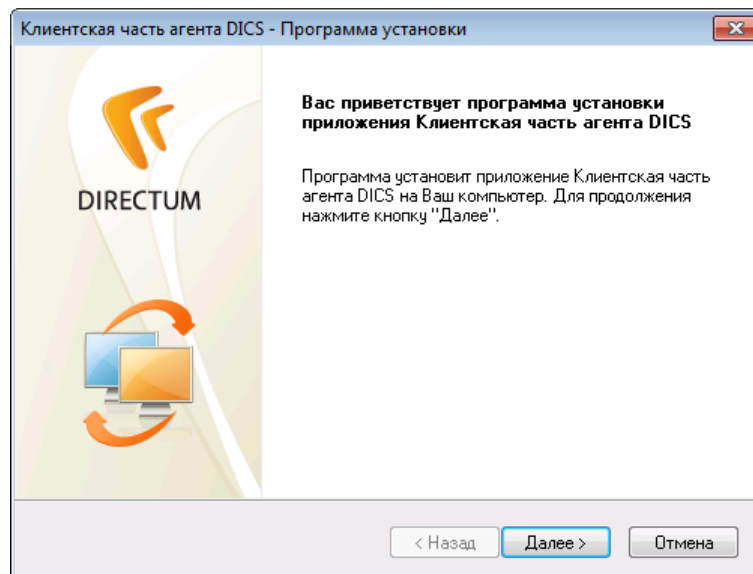 Клиентская часть агента DICS - Программа установки
DIRECTUM
Вас приветствует программа установки
приложения Клиентская часть агента DICS
Программа установит приложение Клиентская часть
агента DICS на Ваш компьютер. Для продолжения
нажмите кнопку "Далее".
< Назад
Далее >
Отмена